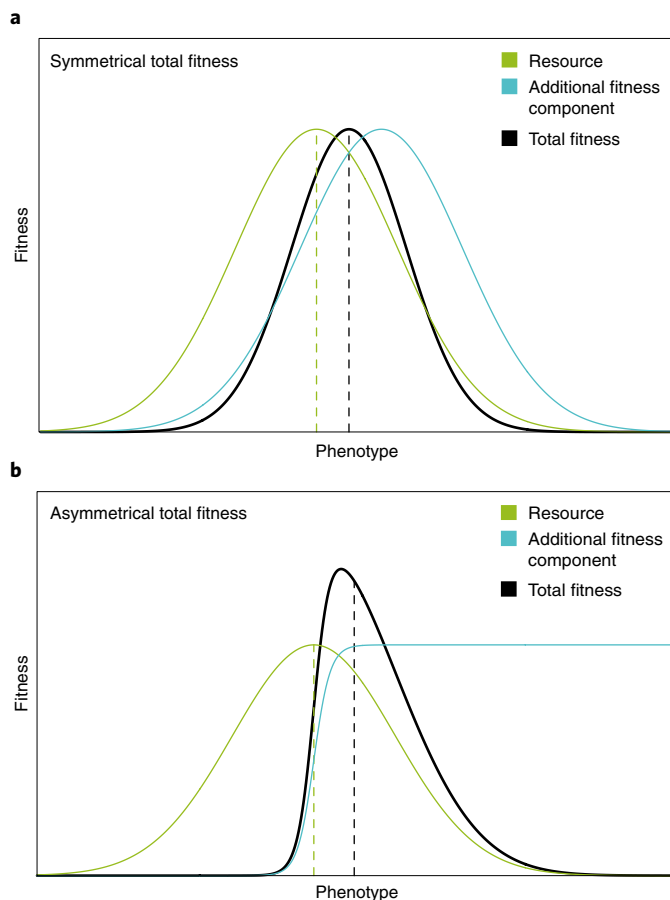 a
Symmetrical total fitness
Resource
Additional fitness
component
Total fitness
Fitness
Phenotype
b
Asymmetrical total fitness
Resource
Additional fitness
component
Total fitness
Fitness
Phenotype